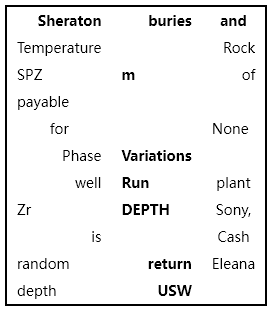 Sheraton buries and
Temperature Rock
SPZ m of
payable
for None
Phase Variations
well Run plant
Zr DEPTH Sony,
is Cash
random return Eleana
depth USW